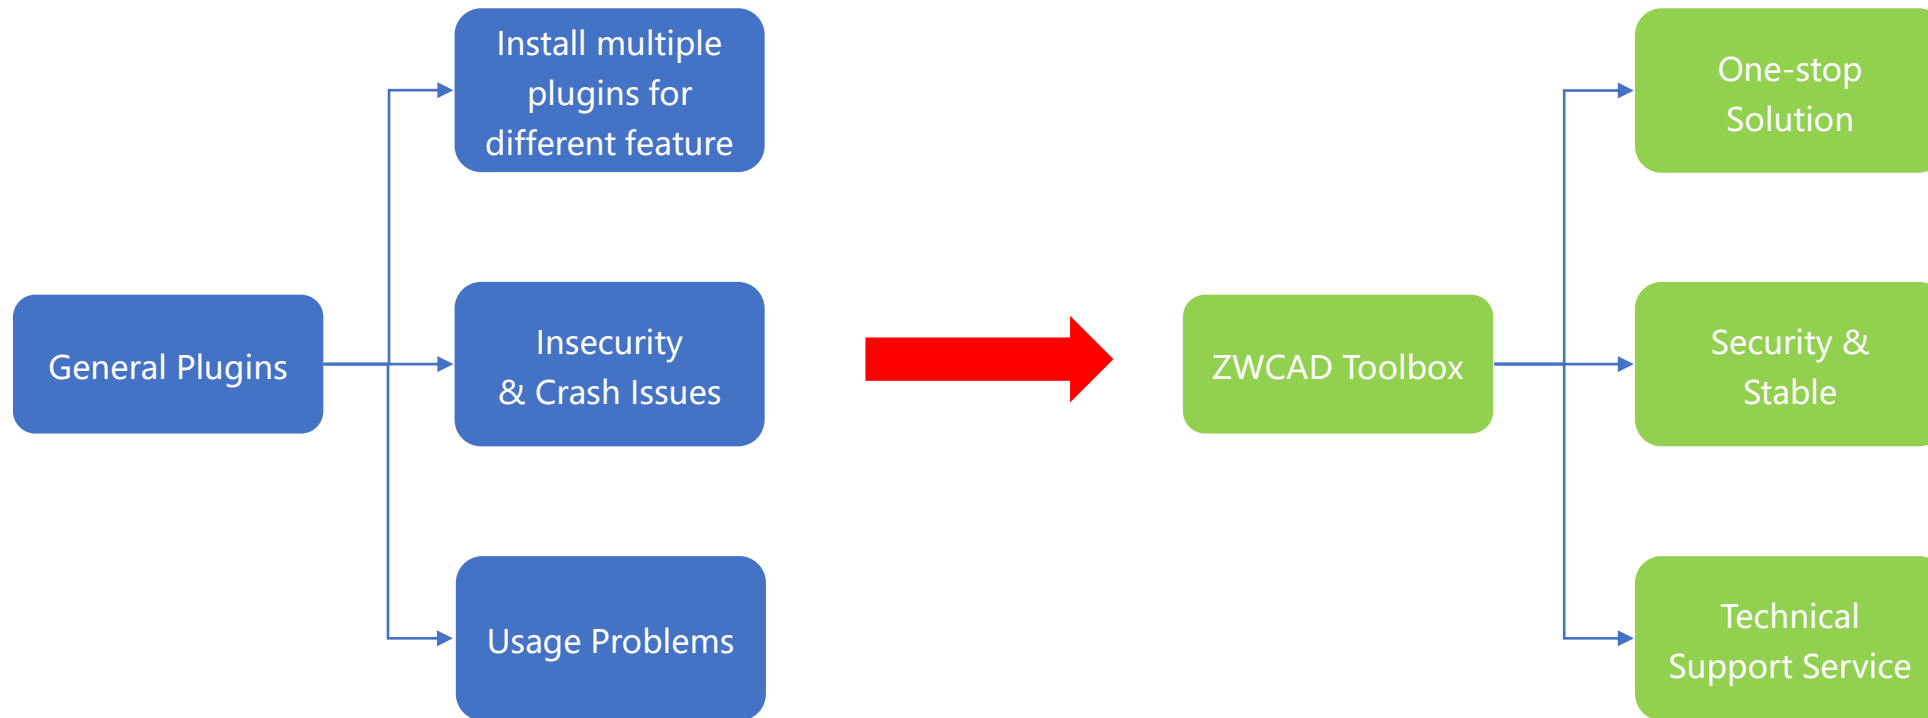 General Plugins
Install multiple
plugins for
different feature
Insecurity
& Crash Issues
Usage Problems
ZWCAD Toolbox
One-stop
Solution
Security &
Stable
Technical
Support Service